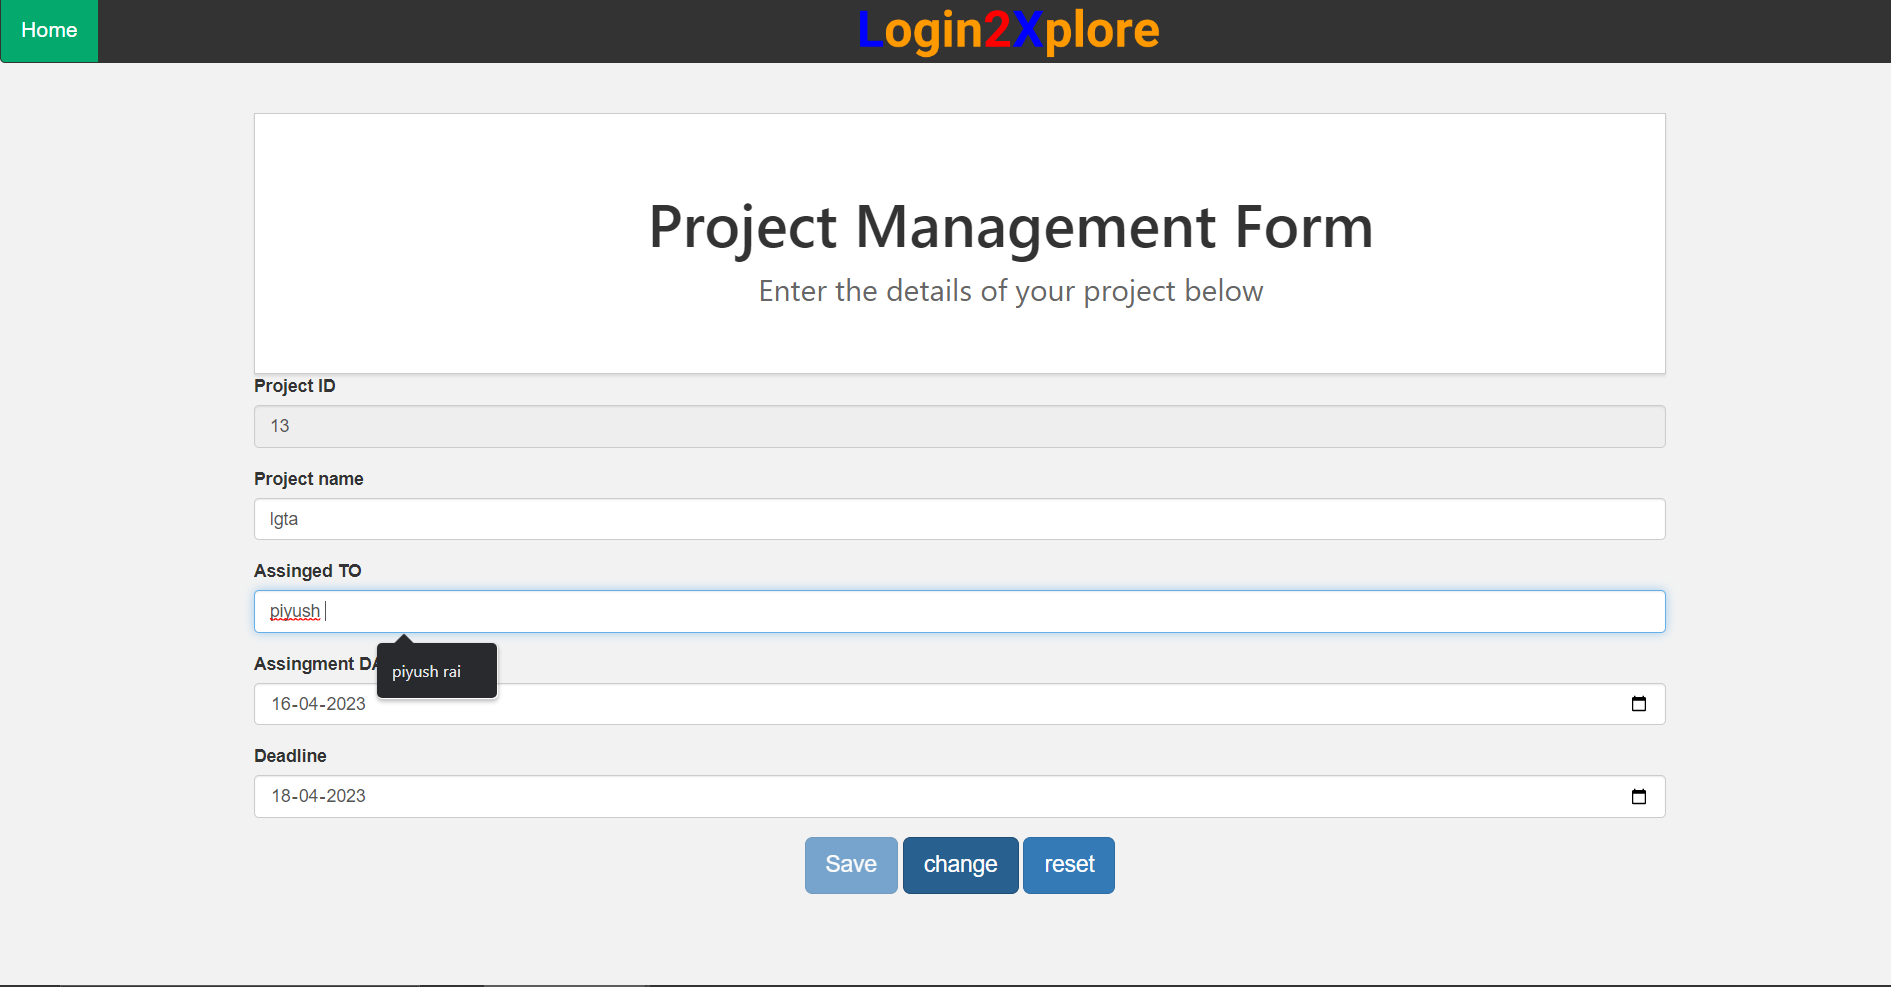 Home
Login2Xplore
Project Management Form
Enter the details of your project below
Project ID
13
Project name
lgta
Assinged TO
piyush
piyush rai
Assingment DA
16-04-2023
Deadline
18-04-2023
Save change reset